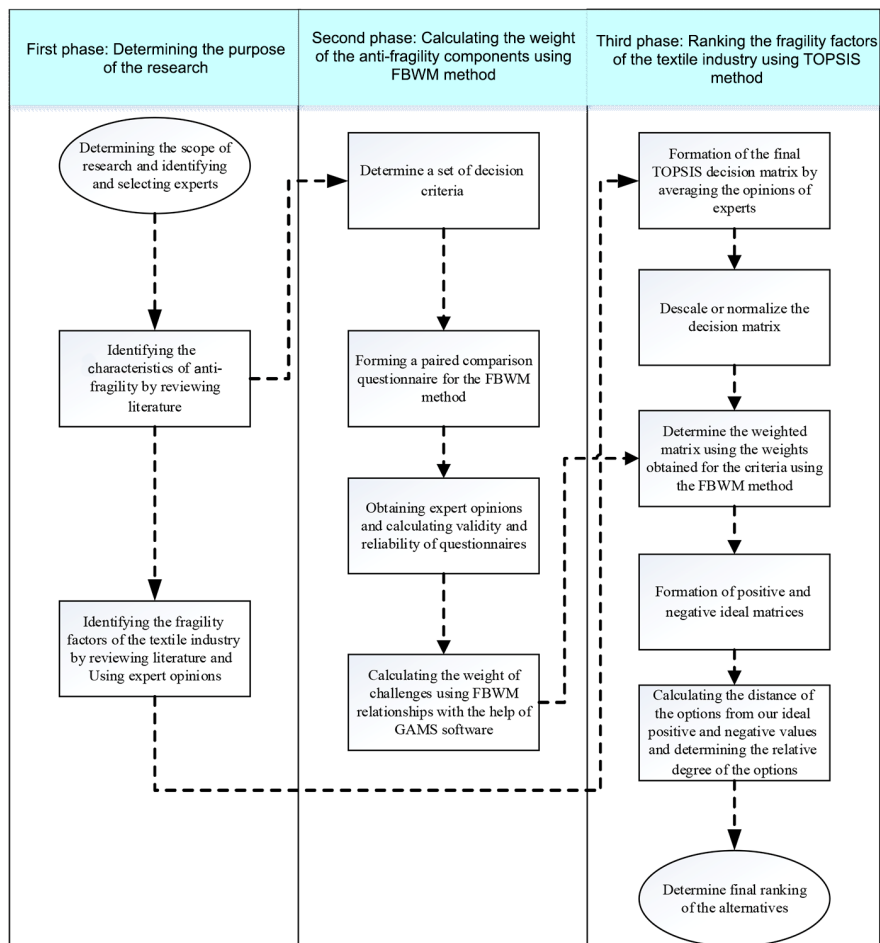 First phase: Determining the purpose
of the research
Second phase: Calculating the weight
of the anti-fragility components using
FBWM method
Third phase: Ranking the fragility factors
of the textile industry using TOPSIS
method
Determining the scope of
research and identifying
and selecting experts
Identifying the
characteristics of anti-
fragility by reviewing
literature
Identifying the fragility
factors of the textile industry
by reviewing literature and
Using expert opinions
Determine a set of decision
criteria
Forming a paired comparison
questionnaire for the FBWM
method
Obtaining expert opinions
and calculating validity and
reliability of questionnaires
Calculating the weight of
challenges using FBWM
relationships with the help of
GAMS software
Formation of the final
TOPSIS decision matrix by
averaging the opinions of
experts
Descale or normalize the
decision matrix
Determine the weighted
matrix using the weights
obtained for the criteria using
the FBWM method
Formation of positive and
negative ideal matrices
Calculating the distance of
the options from our ideal
positive and negative values
and determining the relative
degree of the options
Determine final ranking
of the alternatives